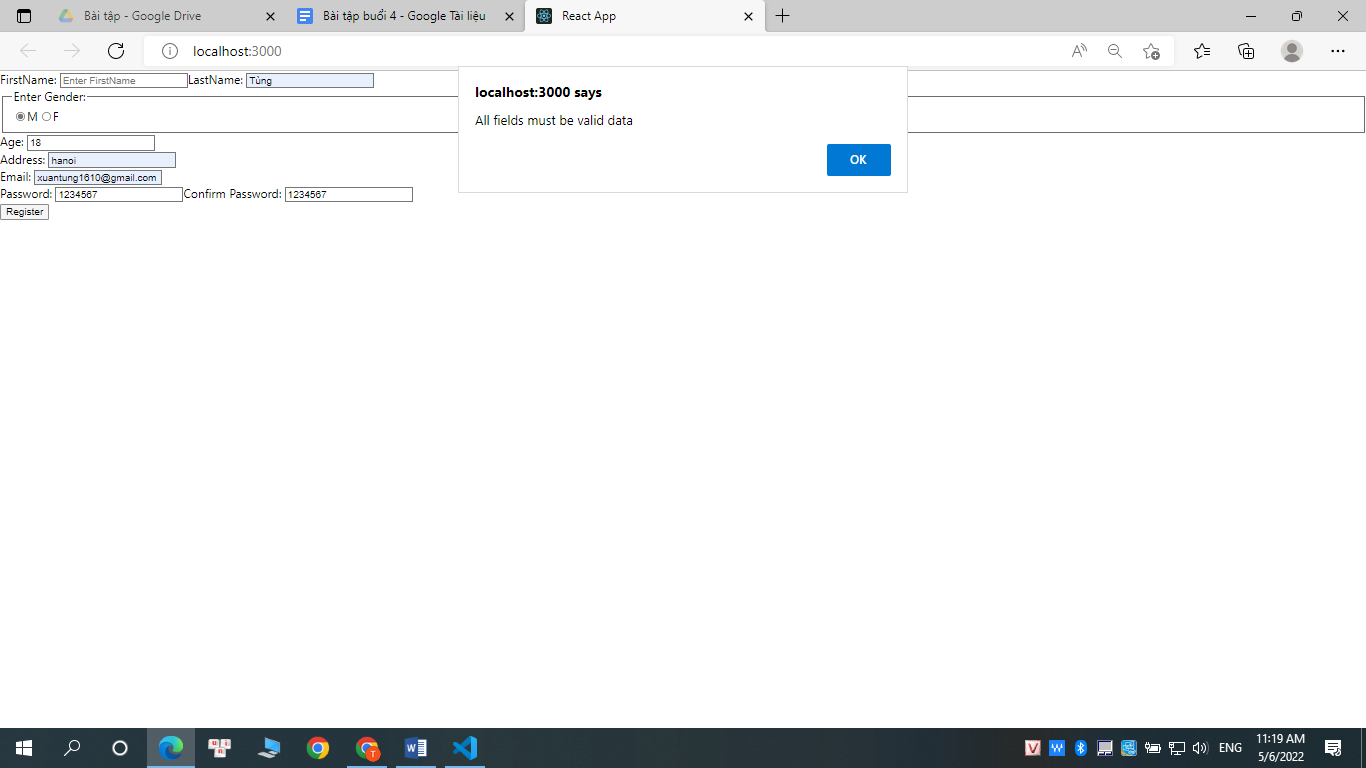 Bài tập - Google Drive
Bài tập buổi 4 - Google Tài liệu
React App
localhost:3000
FirstName: Enter FirstName LastName: Tùng
localhost:3000 says
All fields must be valid data
OK
Enter Gender:
M F
Age: 18
Address: hanoi
Email: xuantung1610@gmail.com
Password: 1234567 Confirm Password: 1234567
Register
ENG
11:19 AM
5/6/2022